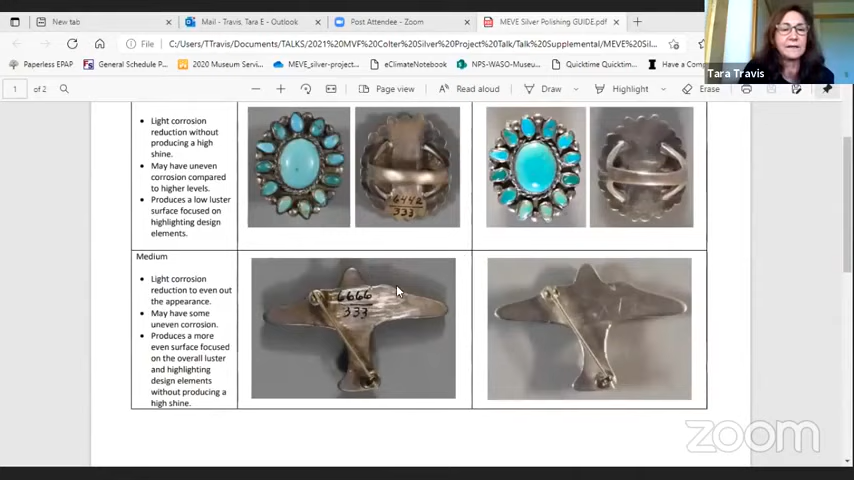 New tab
Mail - Travis, Tara E - Outlook
Post Attendee - Zoom
MEVE Silver Polishing GUIDE.pdf
File
C:/Users/TTravis/Documents/TALKS/2021%20MVF%20Colter%20Silver%20Project%20Talk/Talk%20Supplemental/MEVE%20Sil...
Paperless EPAP
General Schedule P...
2020 Museum Servi...
MEVE_silver-project...
eClimateNotebook
NPS-WASO-Museu...
Quicktime Quicktim...
Have a Comp
Tara Travis
1
of 2
Page view
Read aloud
Draw
Highlight
Erase
• Light corrosion
reduction without
producing a high
shine.
• May have uneven
corrosion compared
to higher levels.
• Produces a low luster
surface focused on
highlighting design
elements.
6442
333
Medium
• Light corrosion
reduction to even out
the appearance.
• May have some
uneven corrosion.
• Produces a more
even surface focused
on the overall luster
and highlighting
design elements
without producing a
high shine.
6666
333
zoom